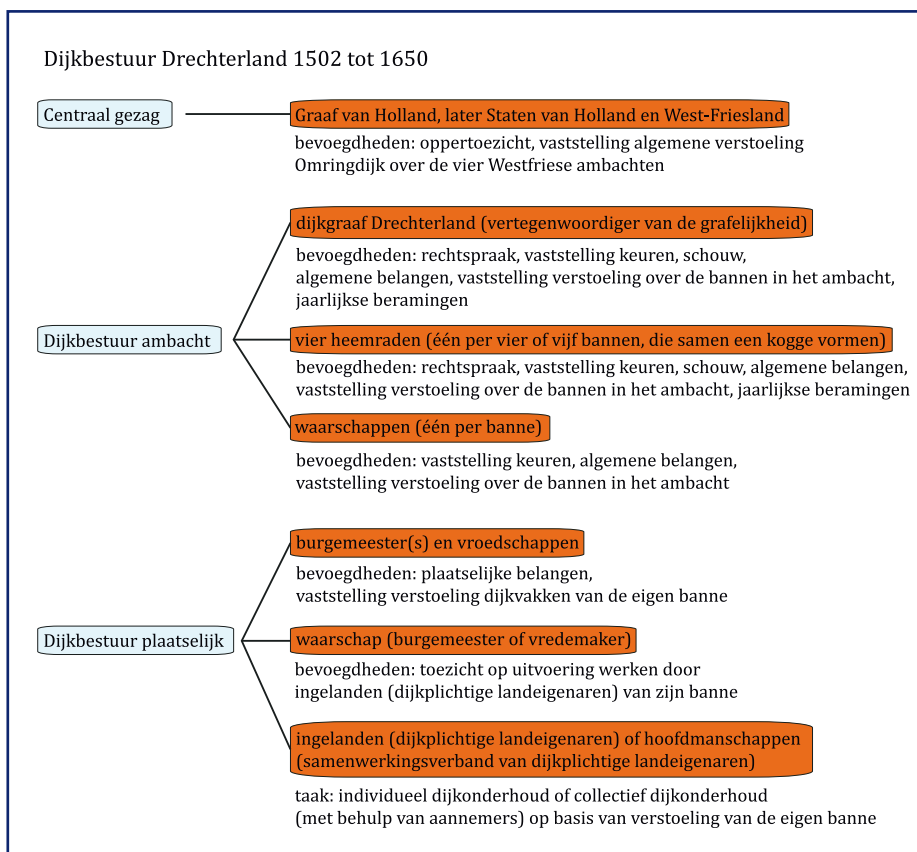 Dijkbestuur Drechterland 1502 tot 1650
Centraal gezag
Graaf van Holland, later Staten van Holland en West-Friesland
bevoegdheden: oppertoezicht, vaststelling algemene verstoeling
Omringdijk over de vier Westfriese ambachten
Dijkbestuur ambacht
dijkgraaf Drechterland (vertegenwoordiger van de grafelijkheid)
bevoegdheden: rechtspraak, vaststelling keuren, schouw,
algemene belangen, vaststelling verstoeling over de bannen in het ambacht,
jaarlijkse beramingen
vier heemraden (één per vier of vijf bannen, die samen een kogge vormen)
bevoegdheden: rechtspraak, vaststelling keuren, schouw, algemene belangen,
vaststelling verstoeling over de bannen in het ambacht, jaarlijkse beramingen
waarschappen (één per banne)
bevoegdheden: vaststelling keuren, algemene belangen,
vaststelling verstoeling over de bannen in het ambacht
Dijkbestuur plaatselijk
burgemeester(s) en vroedschappen
bevoegdheden: plaatselijke belangen,
vaststelling verstoeling dijkvakken van de eigen banne
waarschap (burgemeester of vredemaker)
bevoegdheden: toezicht op uitvoering werken door
ingelanden (dijkplichtige landeigenaren) van zijn banne
ingelanden (dijkplichtige landeigenaren) of hoofdmanschappen
(samenwerkingsverband van dijkplichtige landeigenaren)
taak: individueel dijkonderhoud of collectief dijkonderhoud
(met behulp van aannemers) op basis van verstoeling van de eigen banne